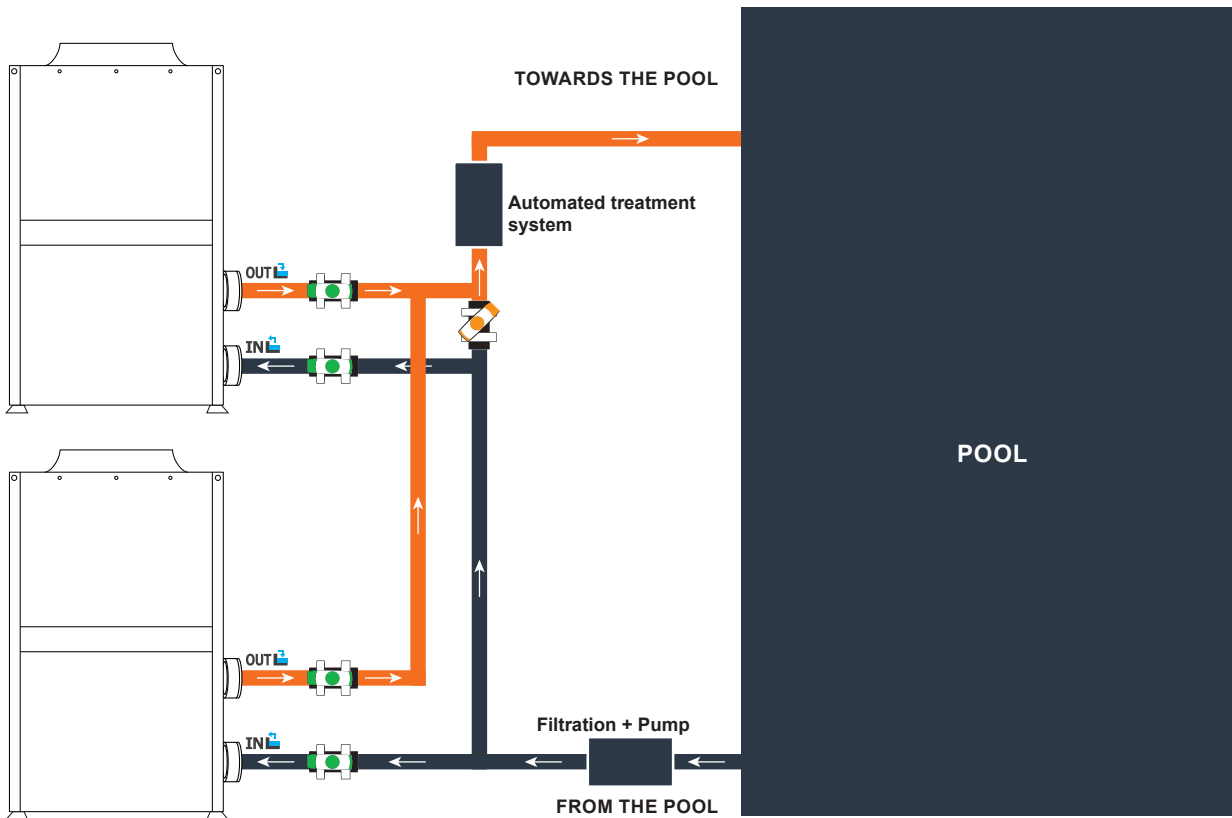 TOWARDS THE POOL
Automated treatment
system
OUT
IN
POOL
OUT
Filtration + Pump
IN
FROM THE POOL